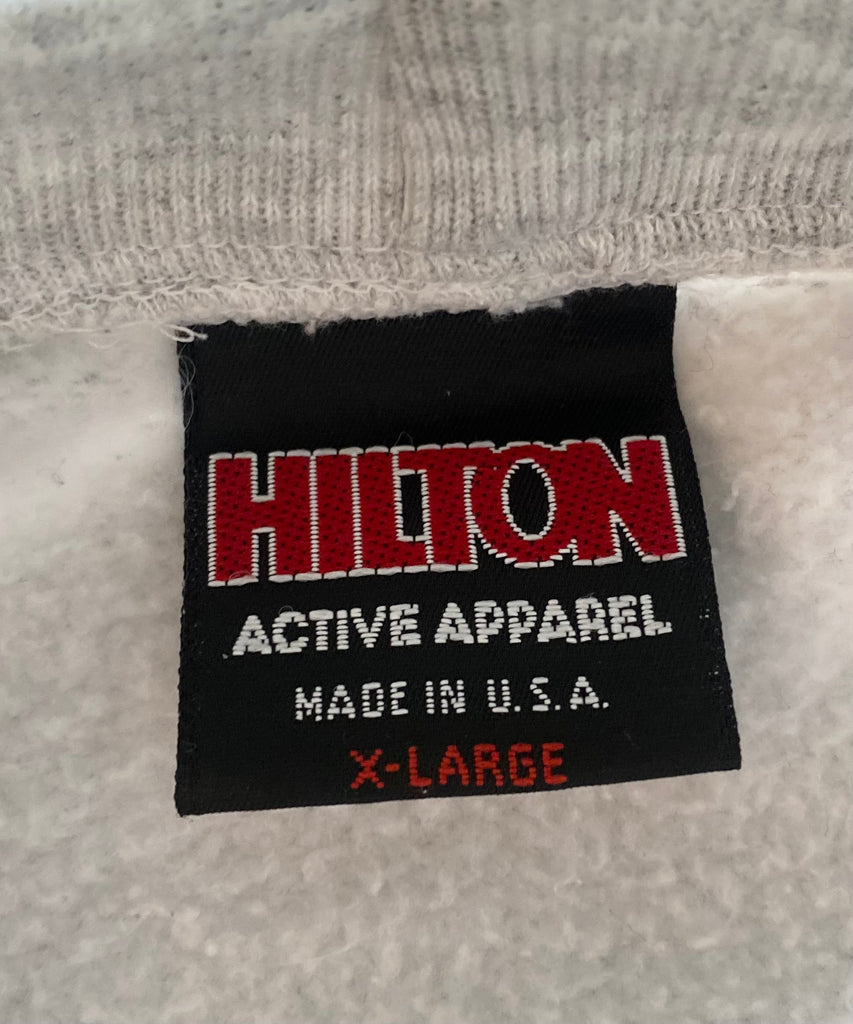 HILTON
ACTIVE APPAREL
MADE IN U.S.A.
X-LARGE